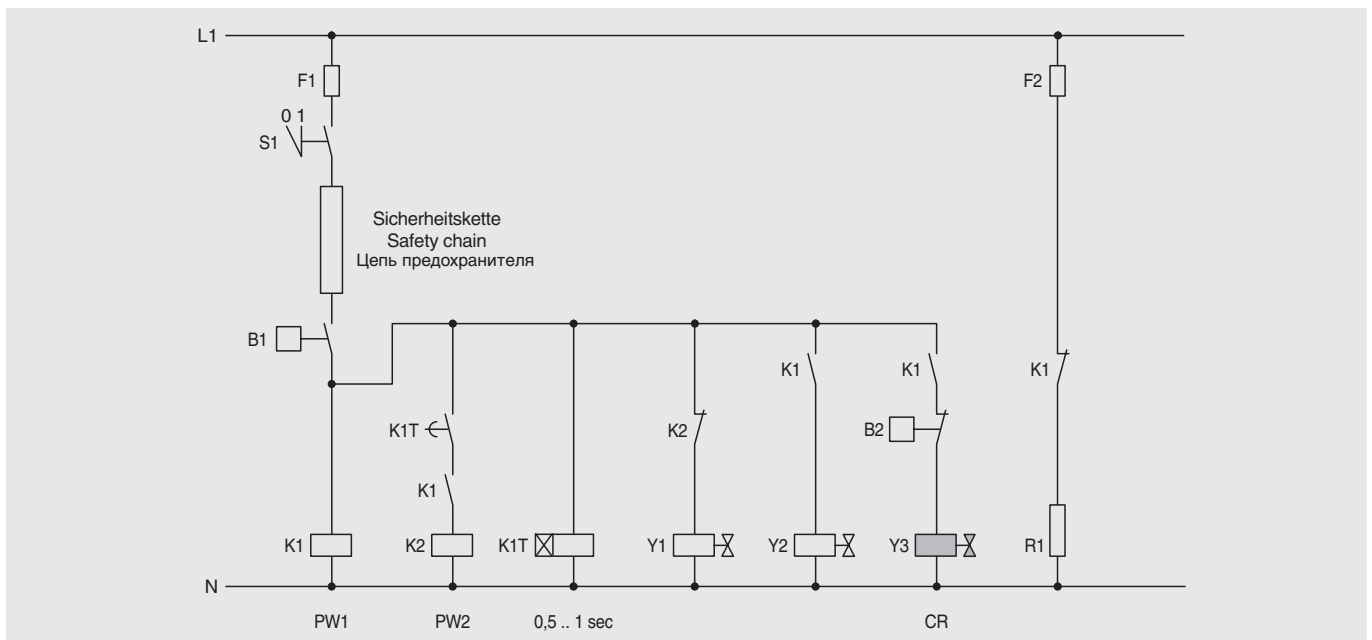 L1
F1
F2
0 1
S1
Sicherheitskette
Safety chain
Цепь предохранителя
B1
K1
K1
K1
K1T
K2
B2
K1
K1
K2
K1T
Y1
Y2
Y3
R1
N
PW1
PW2
0,5 .. 1 sec
CR